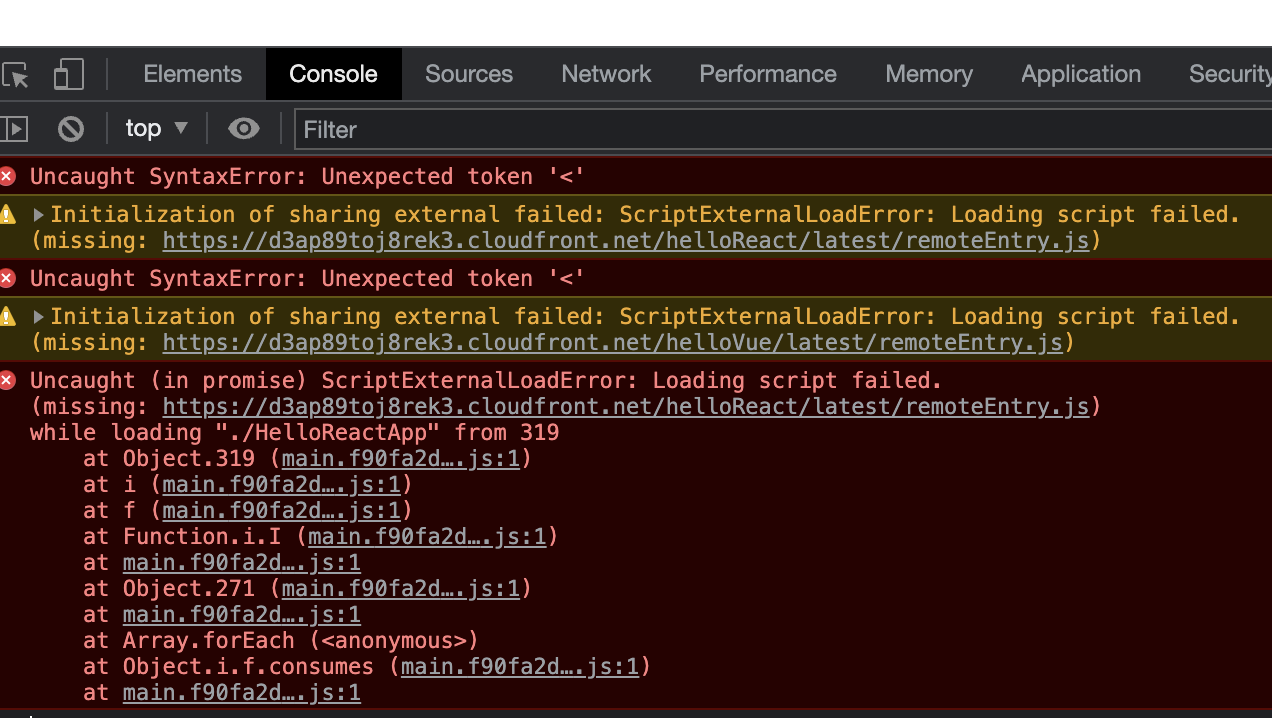 Elements Console Sources Network Performance Memory Application Security
top Filter
Uncaught SyntaxError: Unexpected token '<'
Initialization of sharing external failed: ScriptExternalLoadError: Loading script failed.
(missing: https://d3ap89toj8rek3.cloudfront.net/helloReact/latest/remoteEntry.js)
Uncaught SyntaxError: Unexpected token '<'
Initialization of sharing external failed: ScriptExternalLoadError: Loading script failed.
(missing: https://d3ap89toj8rek3.cloudfront.net/helloVue/latest/remoteEntry.js)
Uncaught (in promise) ScriptExternalLoadError: Loading script failed.
(missing: https://d3ap89toj8rek3.cloudfront.net/helloReact/latest/remoteEntry.js)
while loading "./HelloReactApp" from 319
at Object.319 (main.f90fa2d….js:1)
at i (main.f90fa2d….js:1)
at f (main.f90fa2d….js:1)
at Function.i.I (main.f90fa2d….js:1)
at main.f90fa2d….js:1
at Object.271 (main.f90fa2d….js:1)
at main.f90fa2d….js:1
at Array.forEach (<anonymous>)
at Object.i.f.consumes (main.f90fa2d….js:1)
at main.f90fa2d….js:1